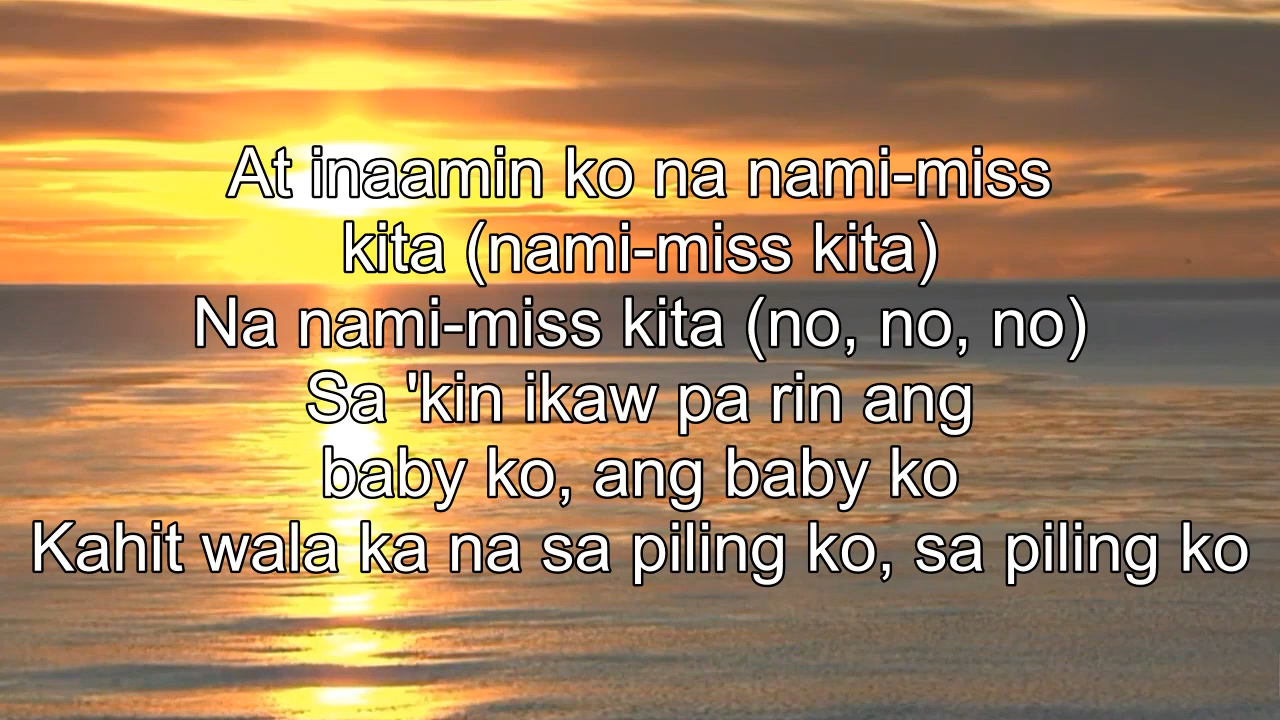 At inaamin ko na nami-miss
kita (nami-miss kita)
Na nami-miss kita (no, no, no)
Sa 'kin ikaw pa rin ang
baby ko, ang baby ko
Kahit wala ka na sa piling ko, sa piling ko